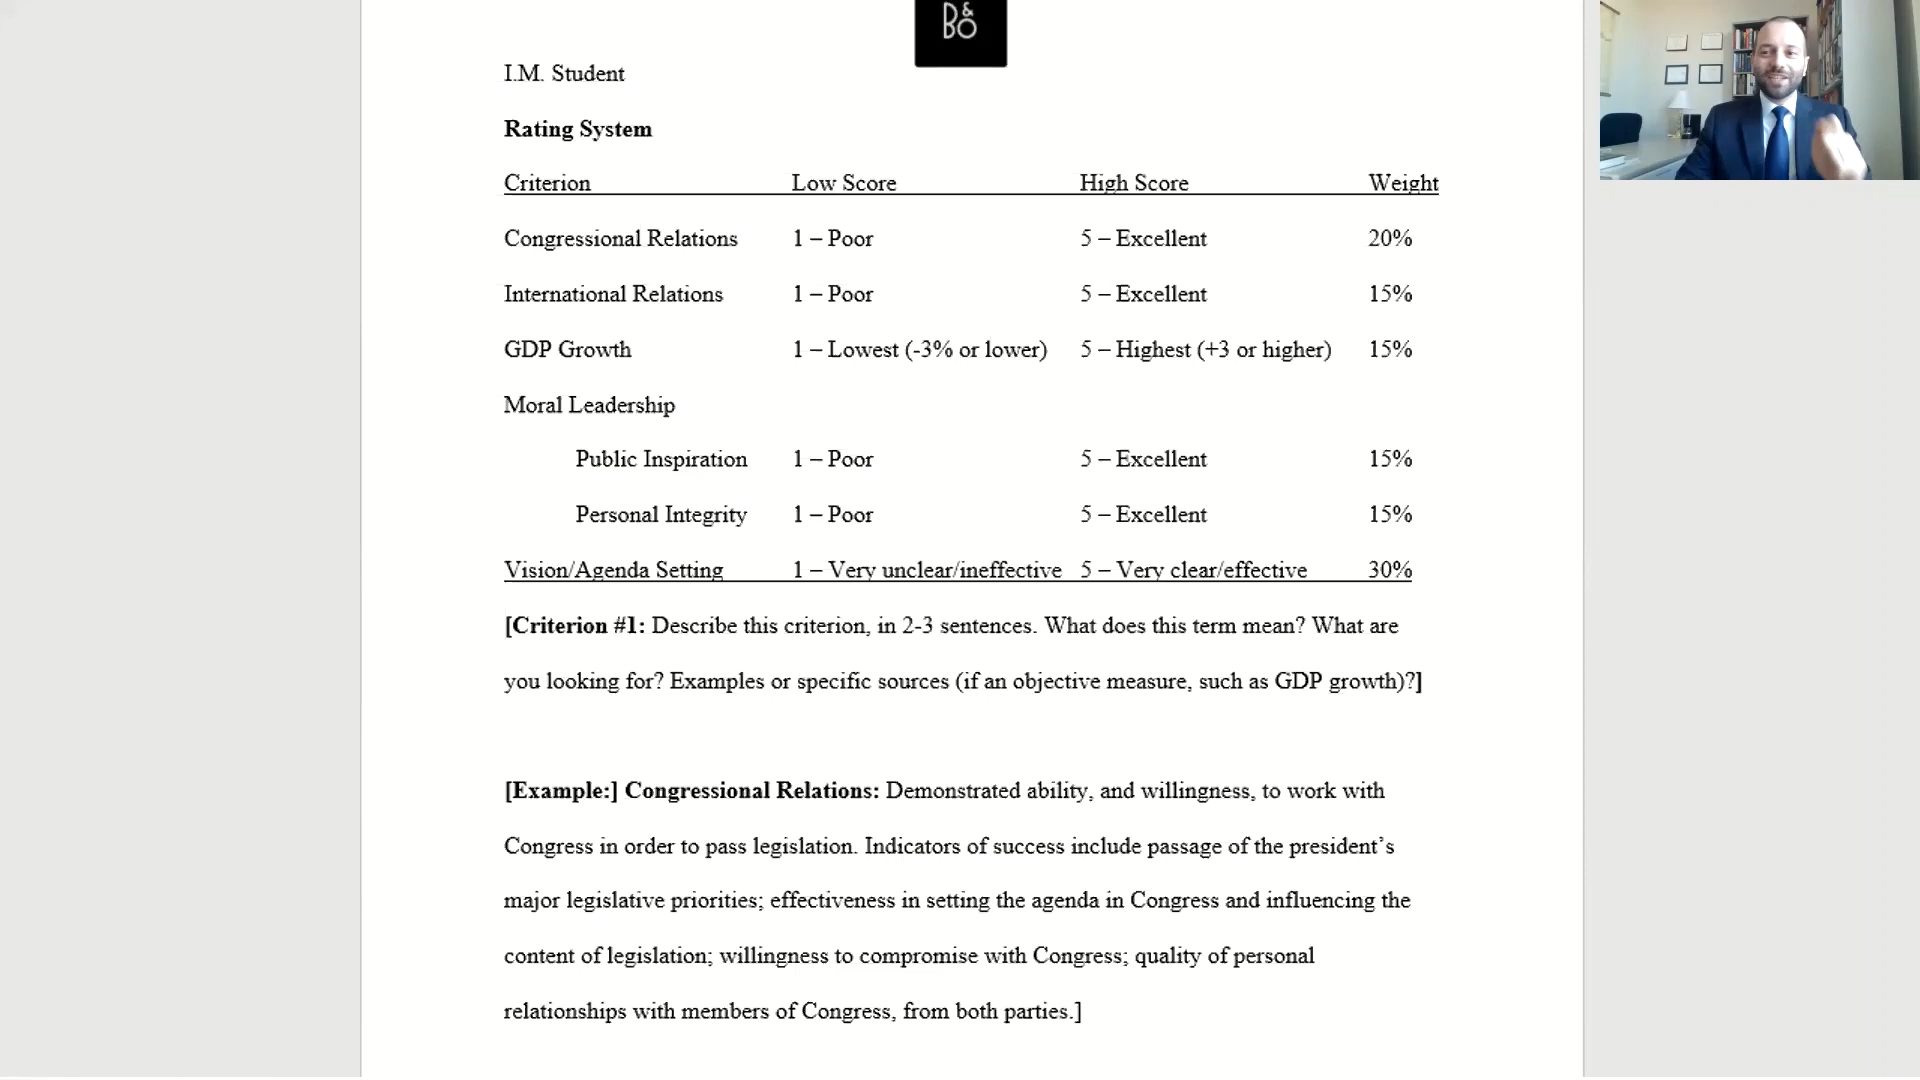 B&O
I.M. Student
Rating System
Criterion Low Score High Score Weight
Congressional Relations 1 – Poor 5 – Excellent 20%
International Relations 1 – Poor 5 – Excellent 15%
GDP Growth 1 – Lowest (-3% or lower) 5 – Highest (+3 or higher) 15%
Moral Leadership
Public Inspiration 1 – Poor 5 – Excellent 15%
Personal Integrity 1 – Poor 5 – Excellent 15%
Vision/Agenda Setting 1 – Very unclear/ineffective 5 – Very clear/effective 30%
[Criterion #1: Describe this criterion, in 2-3 sentences. What does this term mean? What are
you looking for? Examples or specific sources (if an objective measure, such as GDP growth)?]
[Example:] Congressional Relations: Demonstrated ability, and willingness, to work with
Congress in order to pass legislation. Indicators of success include passage of the president’s
major legislative priorities; effectiveness in setting the agenda in Congress and influencing the
content of legislation; willingness to compromise with Congress; quality of personal
relationships with members of Congress, from both parties.]